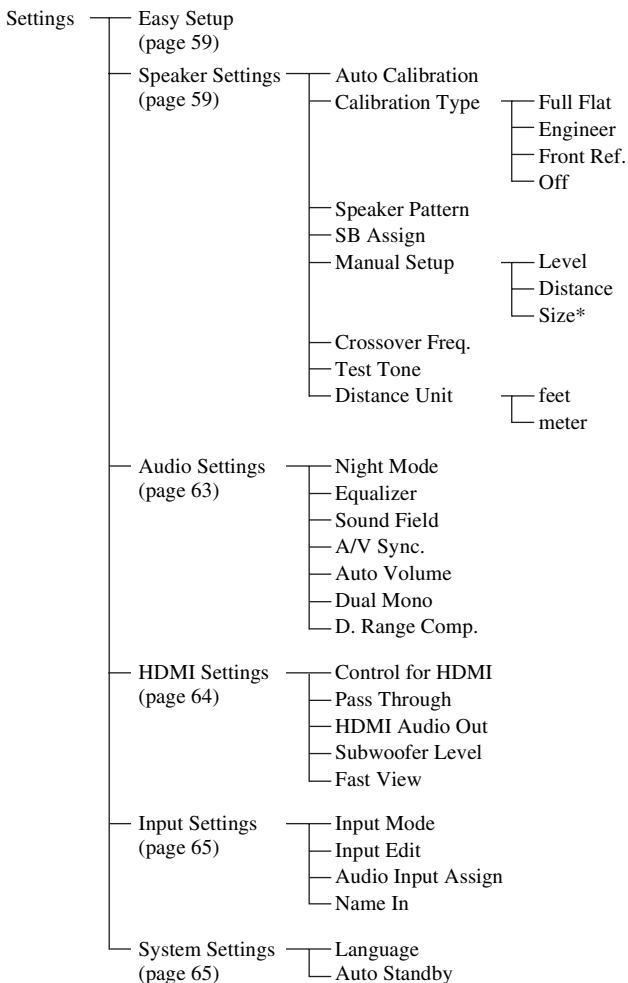 Settings
Easy Setup
(page 59)
Speaker Settings
(page 59)
Auto Calibration
Calibration Type
Full Flat
Engineer
Front Ref.
Off
Speaker Pattern
SB Assign
Manual Setup
Level
Distance
Size*
Crossover Freq.
Test Tone
Distance Unit
feet
meter
Audio Settings
(page 63)
Night Mode
Equalizer
Sound Field
A/V Sync.
Auto Volume
Dual Mono
D. Range Comp.
HDMI Settings
(page 64)
Control for HDMI
Pass Through
HDMI Audio Out
Subwoofer Level
Fast View
Input Settings
(page 65)
Input Mode
Input Edit
Audio Input Assign
Name In
System Settings
(page 65)
Language
Auto Standby